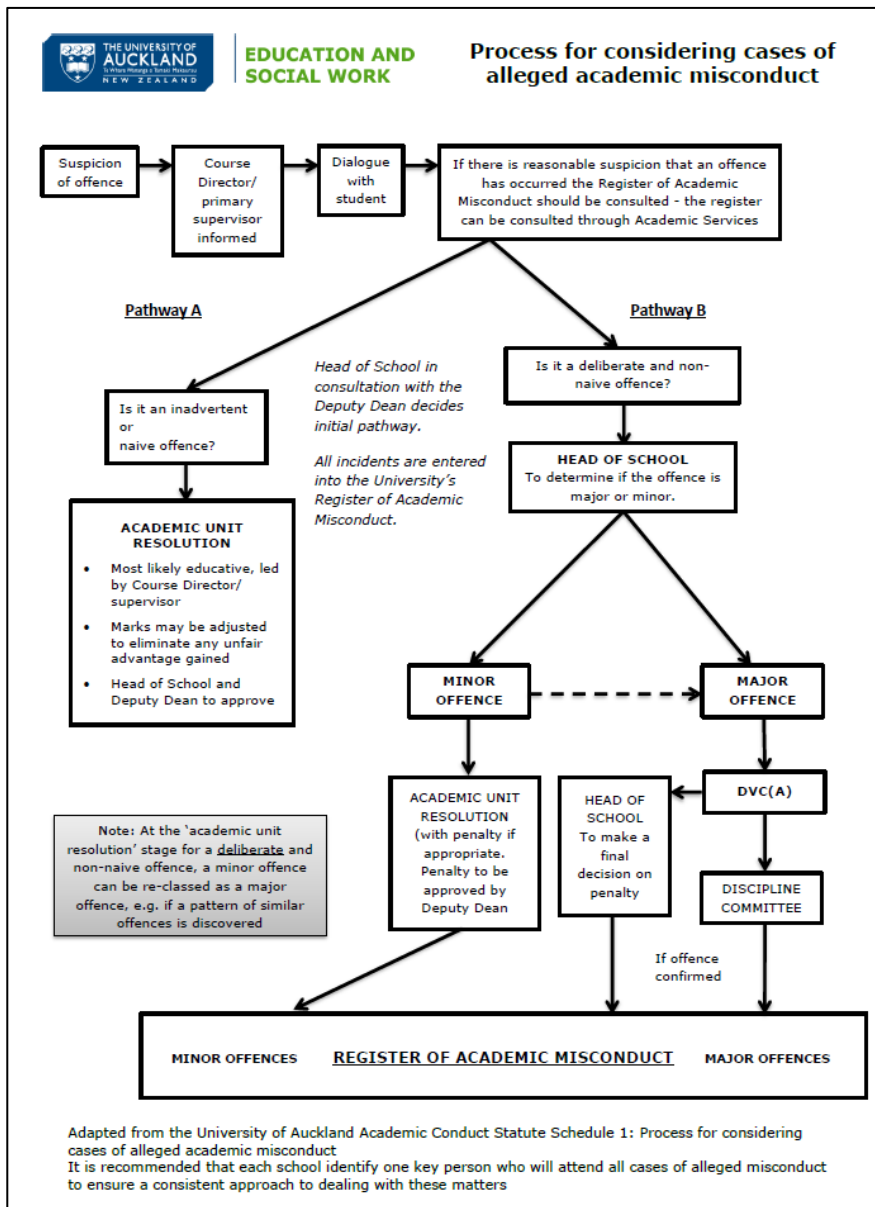 THE UNIVERSITY OF
AUCKLAND
Te Whare Wānanga o Tāmaki Makaurau
NEW ZEALAND
EDUCATION AND
SOCIAL WORK
Process for considering cases of
alleged academic misconduct
Suspicion
of offence
Course
Director/
primary
supervisor
informed
Dialogue
with
student
If there is reasonable suspicion that an offence
has occurred the Register of Academic
Misconduct should be consulted - the register
can be consulted through Academic Services
Pathway A
Pathway B
Is it an inadvertent
or
naive offence?
Head of School in
consultation with the
Deputy Dean decides
initial pathway.
All incidents are entered
into the University’s
Register of Academic
Misconduct.
Is it a deliberate and non-
naive offence?
HEAD OF SCHOOL
To determine if the offence is
major or minor.
ACADEMIC UNIT
RESOLUTION
• Most likely educative, led
by Course Director/
supervisor
• Marks may be adjusted
to eliminate any unfair
advantage gained
• Head of School and
Deputy Dean to approve
MINOR
OFFENCE
MAJOR
OFFENCE
ACADEMIC UNIT
RESOLUTION
(with penalty if
appropriate.
Penalty to be
approved by
Deputy Dean
HEAD OF
SCHOOL
To make a
final
decision on
penalty
DVC(A)
DISCIPLINE
COMMITTEE
Note: At the ‘academic unit
resolution’ stage for a deliberate and
non-naive offence, a minor offence
can be re-classed as a major
offence, e.g. if a pattern of similar
offences is discovered
If offence
confirmed
MINOR OFFENCES REGISTER OF ACADEMIC MISCONDUCT MAJOR OFFENCES
Adapted from the University of Auckland Academic Conduct Statute Schedule 1: Process for considering
cases of alleged academic misconduct
It is recommended that each school identify one key person who will attend all cases of alleged misconduct
to ensure a consistent approach to dealing with these matters